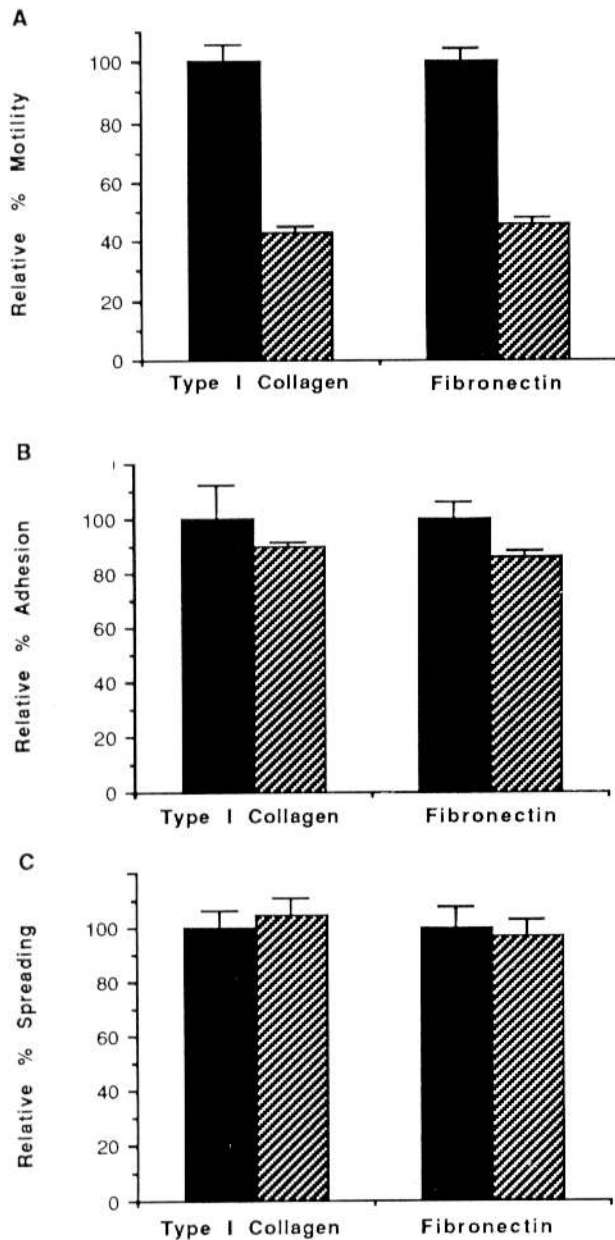 A
Relative % Motility
100
80
60
40
20
0
Type I Collagen
Fibronectin
B
Relative % Adhesion
100
80
60
40
20
0
Type I Collagen
Fibronectin
C
Relative % Spreading
100
80
60
40
20
0
Type I Collagen
Fibronectin